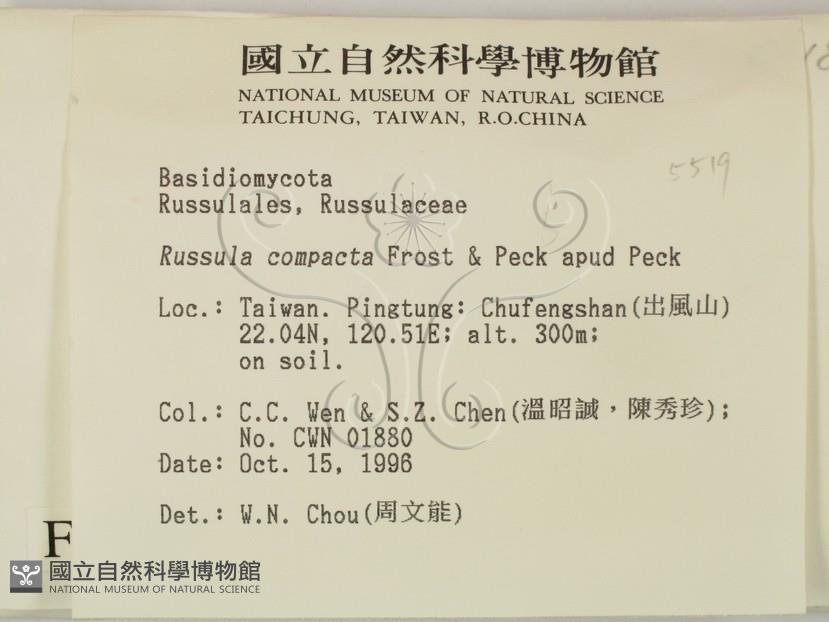 國立自然科學博物館
NATIONAL MUSEUM OF NATURAL SCIENCE
TAICHUNG, TAIWAN, R.O.CHINA
5519
Basidiomycota
Russulales, Russulaceae
Russula compacta Frost & Peck apud Peck
Loc.: Taiwan. Pingtung: Chufengshan(出風山)
22.04N, 120.51E; alt. 300m;
on soil.
Col.: C.C. Wen & S.Z. Chen(溫昭誠，陳秀珍);
No. CWN 01880
Date: Oct. 15, 1996
Det.: W.N. Chou(周文能)
F
國立自然科學博物館
NATIONAL MUSEUM OF NATURAL SCIENCE